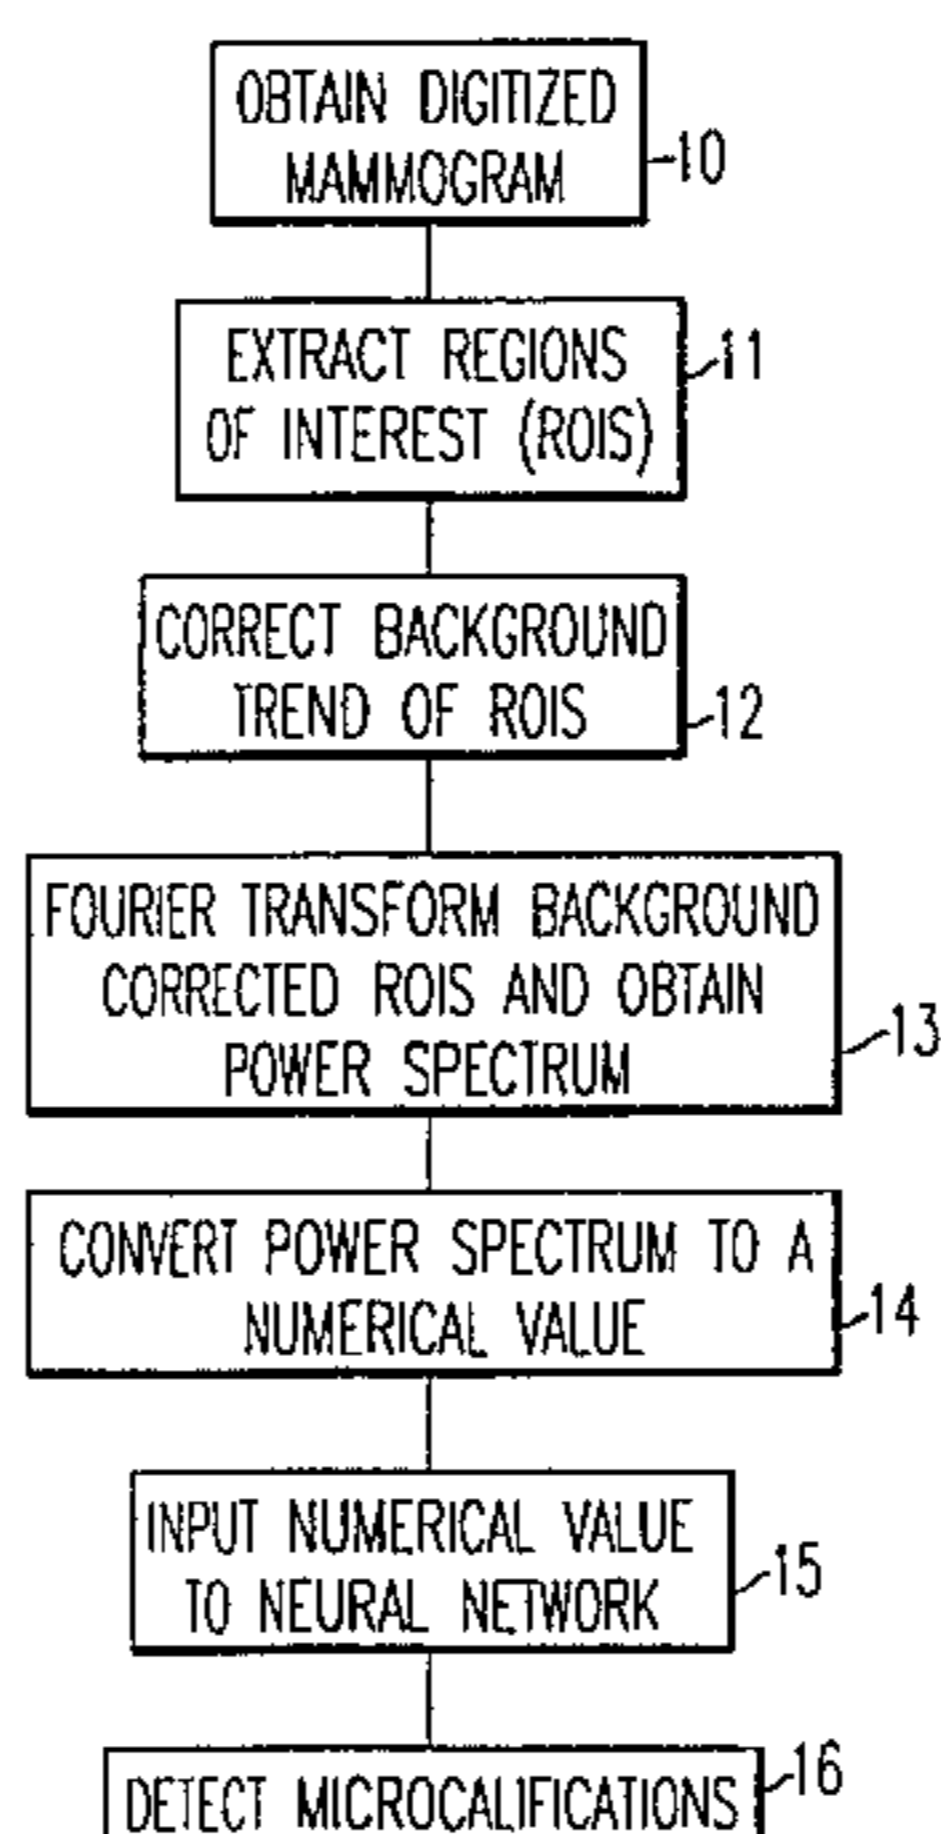 OBTAIN DIGITIZED
MAMMOGRAM
10
EXTRACT REGIONS
OF INTEREST (ROIS)
11
CORRECT BACKGROUND
TREND OF ROIS
12
FOURIER TRANSFORM BACKGROUND
CORRECTED ROIS AND OBTAIN
POWER SPECTRUM
13
CONVERT POWER SPECTRUM TO A
NUMERICAL VALUE
14
INPUT NUMERICAL VALUE
TO NEURAL NETWORK
15
DETECT MICROCALIFICATIONS
16